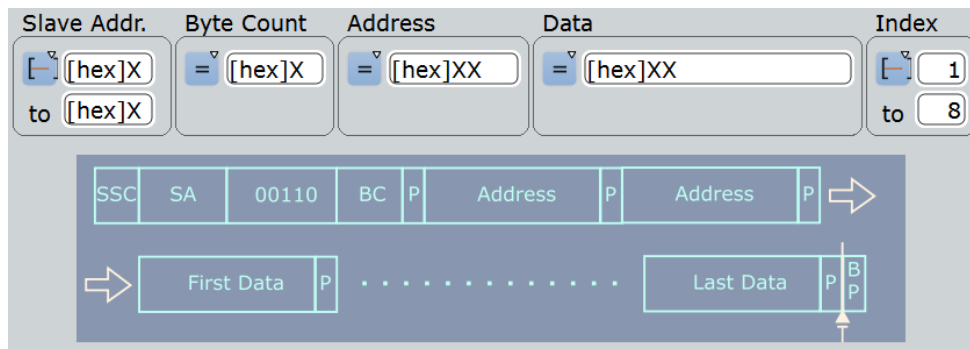 Slave Addr. Byte Count Address Data Index
[hex]X = [hex]X = [hex]XX = [hex]XX 1
to [hex]X to 8
SSC SA 00110 BC P Address P Address P
First Data P . . . . . . . . . . . . . Last Data P BP